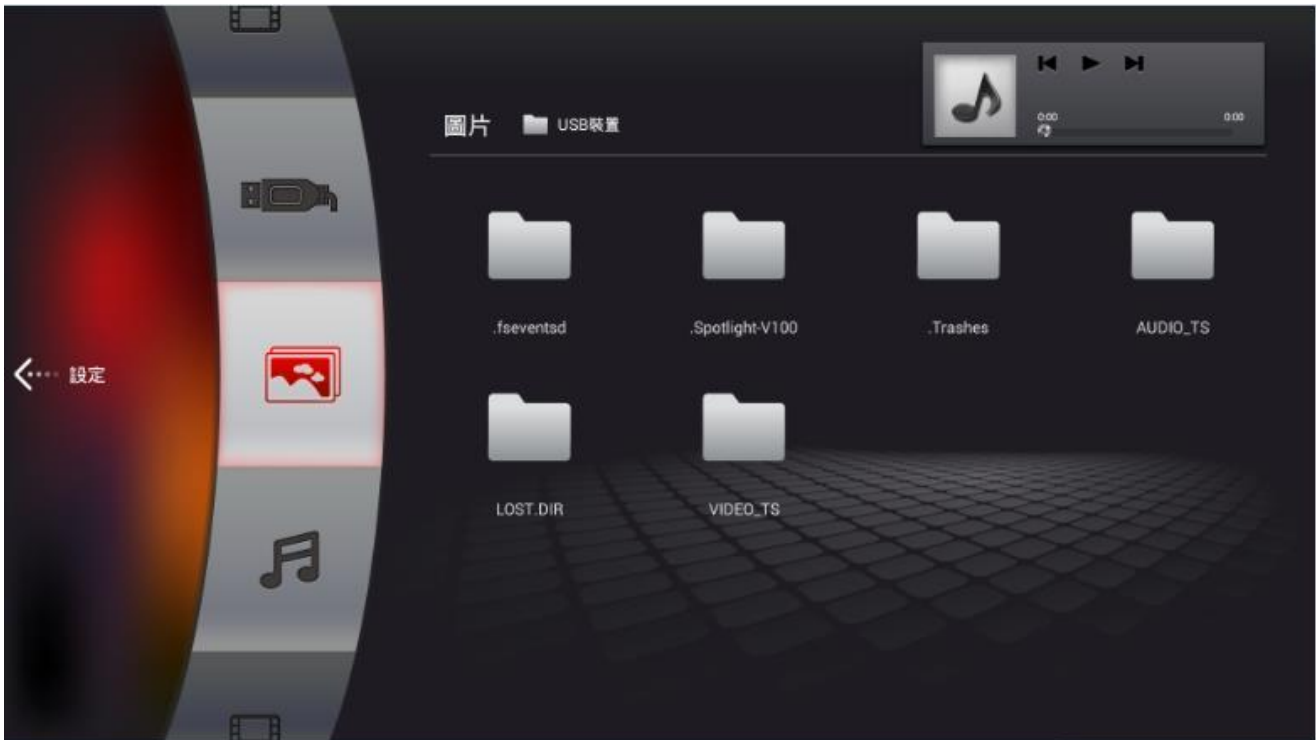 圖片 USB裝置
0:00 0:00
.fseventsd .Spotlight-V100 .Trashes AUDIO_TS
設定
LOST.DIR VIDEO_TS